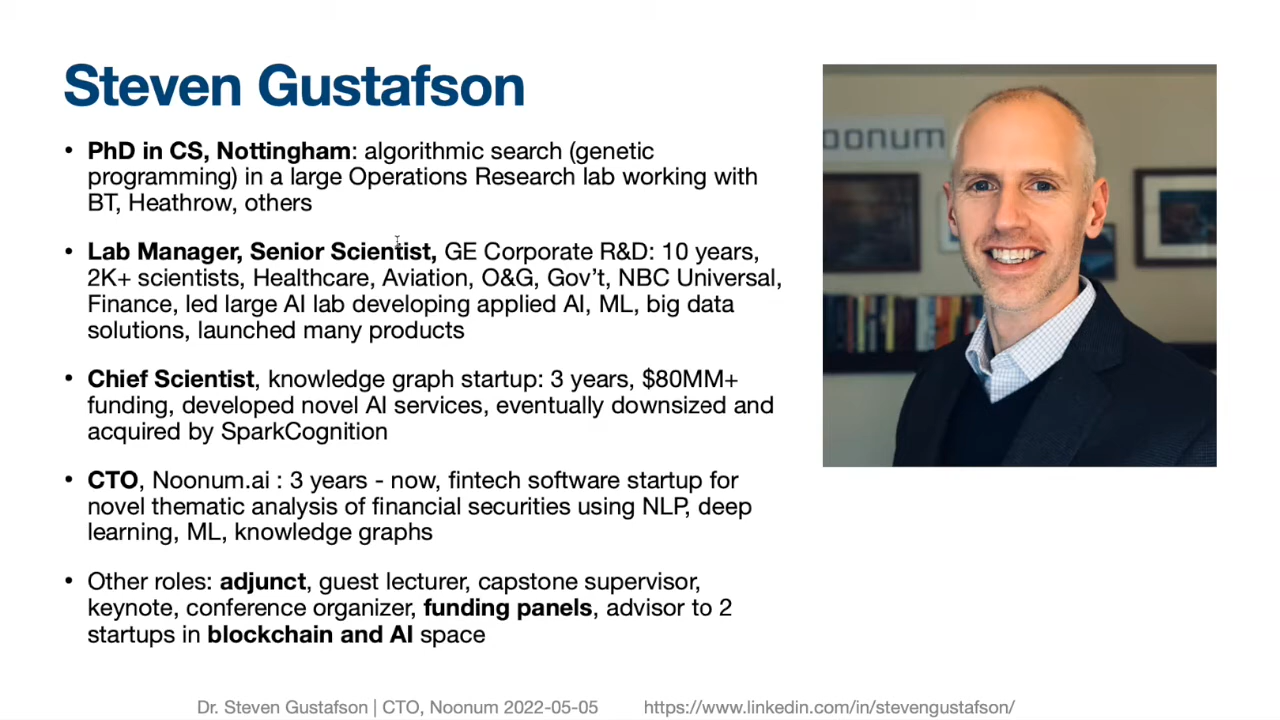 Steven Gustafson
• PhD in CS, Nottingham: algorithmic search (genetic
programming) in a large Operations Research lab working with
BT, Heathrow, others
• Lab Manager, Senior Scientist, GE Corporate R&D: 10 years,
2K+ scientists, Healthcare, Aviation, O&G, Gov’t, NBC Universal,
Finance, led large AI lab developing applied AI, ML, big data
solutions, launched many products
• Chief Scientist, knowledge graph startup: 3 years, $80MM+
funding, developed novel AI services, eventually downsized and
acquired by SparkCognition
• CTO, Noonum.ai : 3 years - now, fintech software startup for
novel thematic analysis of financial securities using NLP, deep
learning, ML, knowledge graphs
• Other roles: adjunct, guest lecturer, capstone supervisor,
keynote, conference organizer, funding panels, advisor to 2
startups in blockchain and AI space
oonum
Dr. Steven Gustafson | CTO, Noonum 2022-05-05 https://www.linkedin.com/in/stevengustafson/